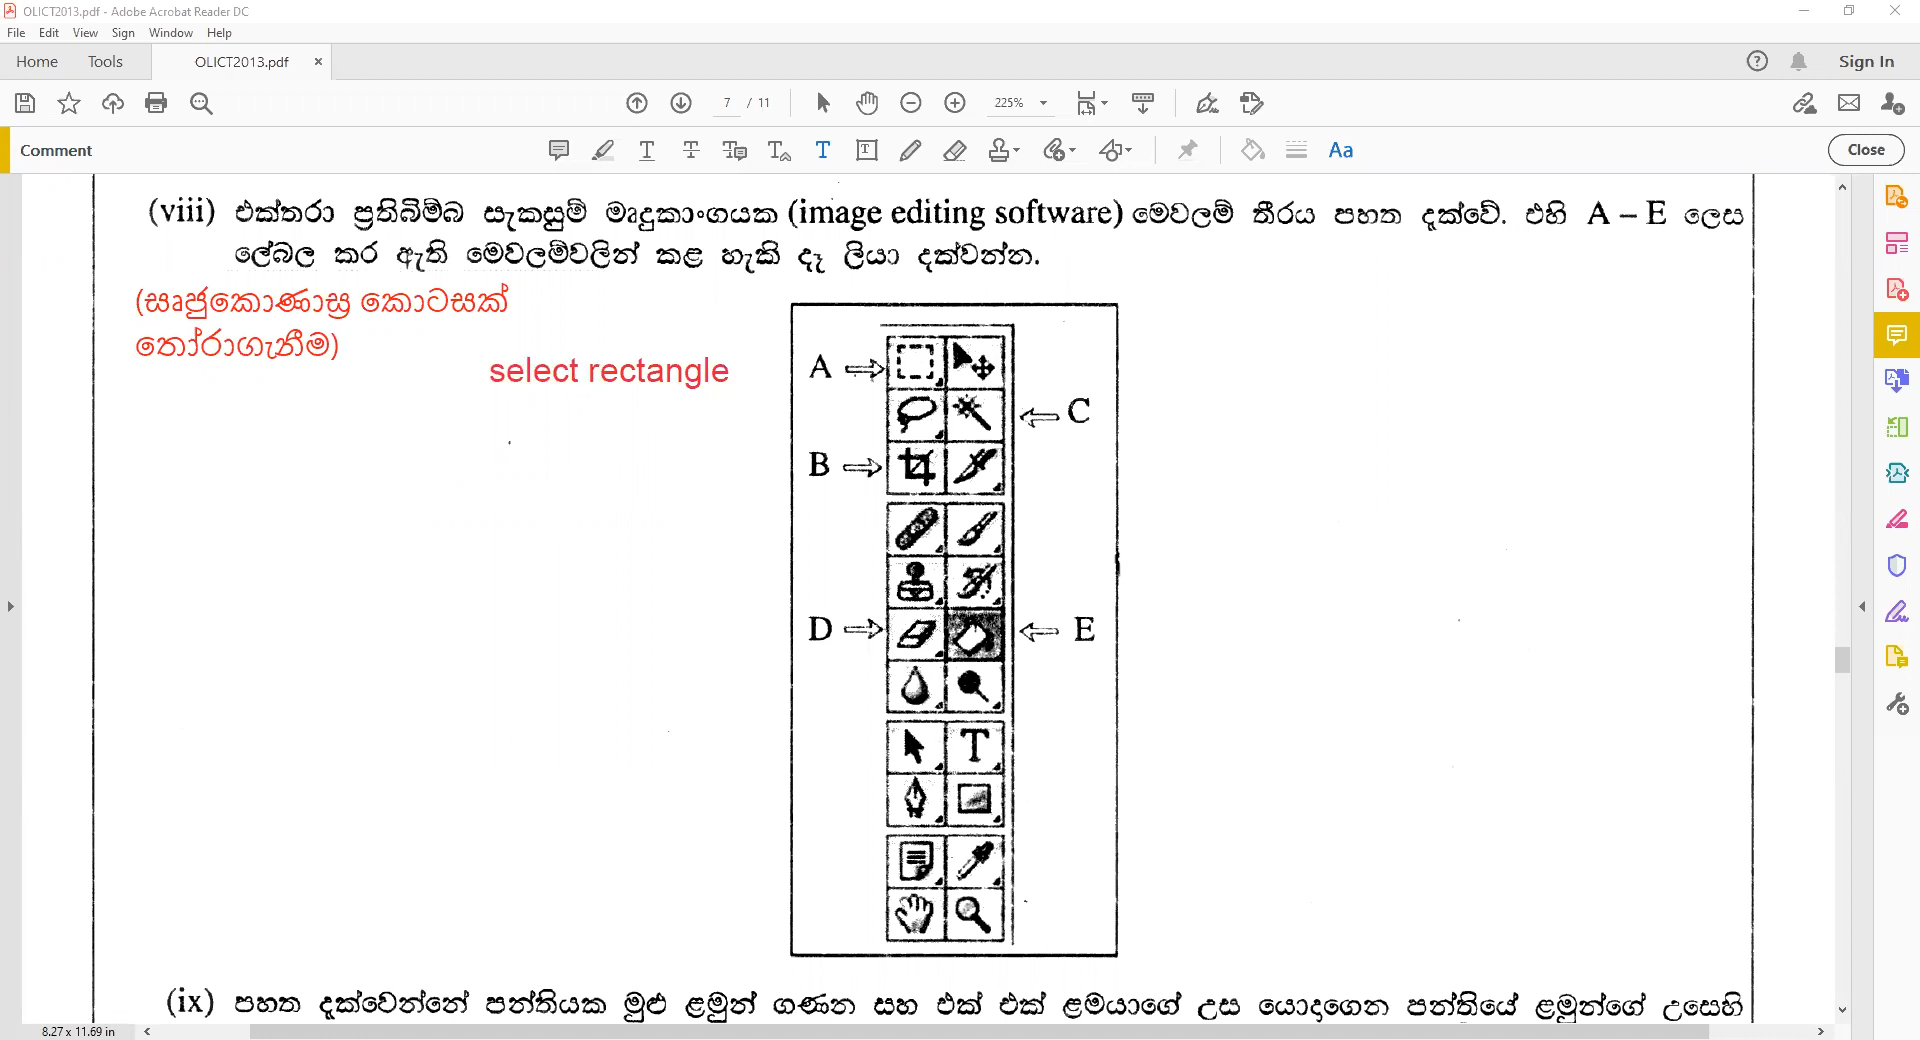 OLICT2013.pdf - Adobe Acrobat Reader DC
File Edit View Sign Window Help
Home Tools OLICT2013.pdf × Sign In
7 / 11 225%
Comment Close
(viii) එක්තරා ප්‍රතිබිම්බ සැකසුම් මෘදුකාංගයක (image editing software) මෙවලම් තීරය පහත දැක්වේ. එහි A – E ලෙස
ලේබල කර ඇති මෙවලම්වලින් කළ හැකි දෑ ලියා දක්වන්න.
(සෘජුකොණාස්‍ර කොටසක්
තෝරාගැනීම)
select rectangle
A
C
B
D
E
(ix) පහත දැක්වෙන්නේ පන්තියක මුළු ළමුන් ගණන සහ එක් එක් ළමයාගේ උස යොදාගෙන පන්තියේ ළමුන්ගේ උසෙහි
8.27 x 11.69 in